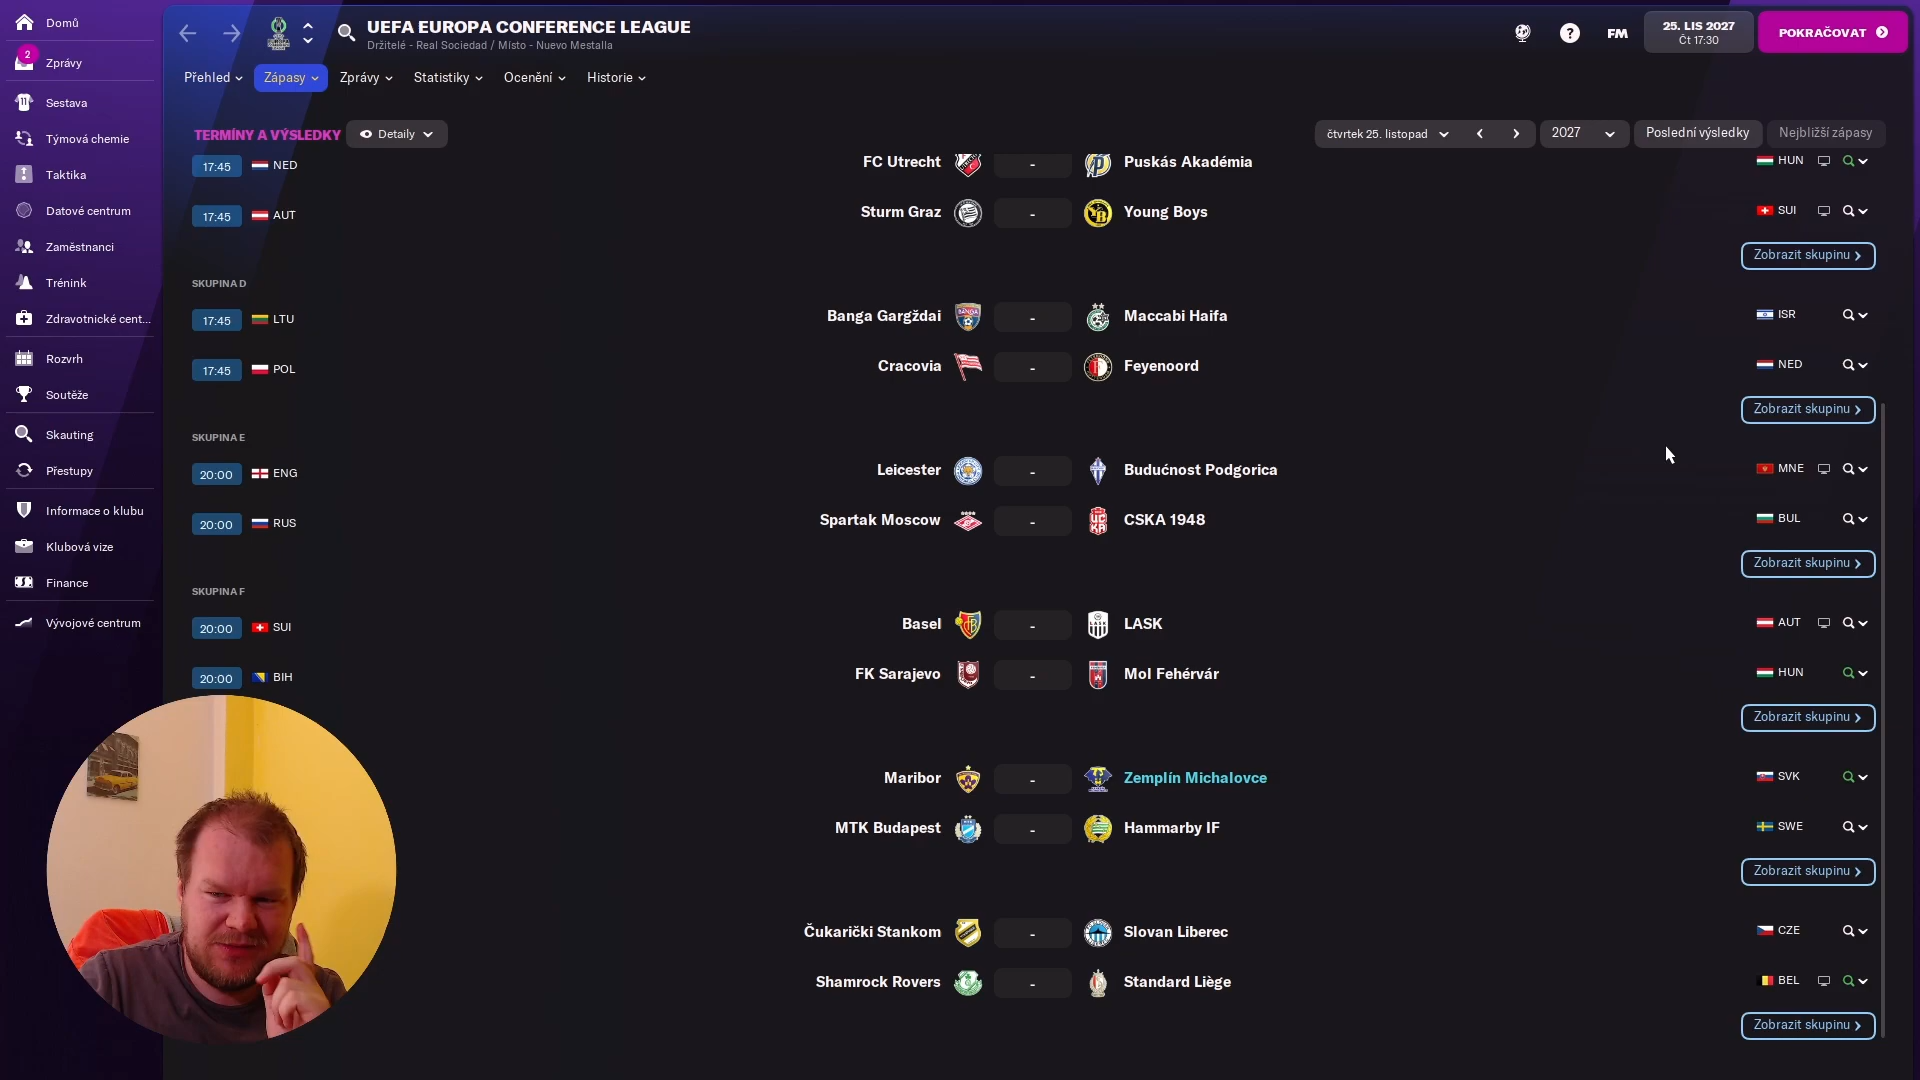 Domů
2
Zprávy
Sestava
Týmová chemie
Taktika
Datové centrum
Zaměstnanci
Trénink
Zdravotnické cent...
Rozvrh
Soutěže
Skauting
Přestupy
Informace o klubu
Klubová vize
Finance
Vývojové centrum
UEFA EUROPA CONFERENCE LEAGUE
Držitelé - Real Sociedad / Místo - Nuevo Mestalla
FM
25. LIS 2027
Čt 17:30
POKRAČOVAT
Přehled Zápasy Zprávy Statistiky Ocenění Historie
TERMÍNY A VÝSLEDKY Detaily čtvrtek 25. listopad 2027 Poslední výsledky Nejbližší zápasy
17:45 NED FC Utrecht - Puskás Akadémia HUN
17:45 AUT Sturm Graz - Young Boys SUI
Zobrazit skupinu
SKUPINA D
17:45 LTU Banga Gargždai - Maccabi Haifa ISR
17:45 POL Cracovia - Feyenoord NED
Zobrazit skupinu
SKUPINA E
20:00 ENG Leicester - Budućnost Podgorica MNE
20:00 RUS Spartak Moscow - CSKA 1948 BUL
Zobrazit skupinu
SKUPINA F
20:00 SUI Basel - LASK AUT
20:00 BIH FK Sarajevo - Mol Fehérvár HUN
Zobrazit skupinu
Maribor - Zemplín Michalovce SVK
MTK Budapest - Hammarby IF SWE
Zobrazit skupinu
Čukarički Stankom - Slovan Liberec CZE
Shamrock Rovers - Standard Liège BEL
Zobrazit skupinu